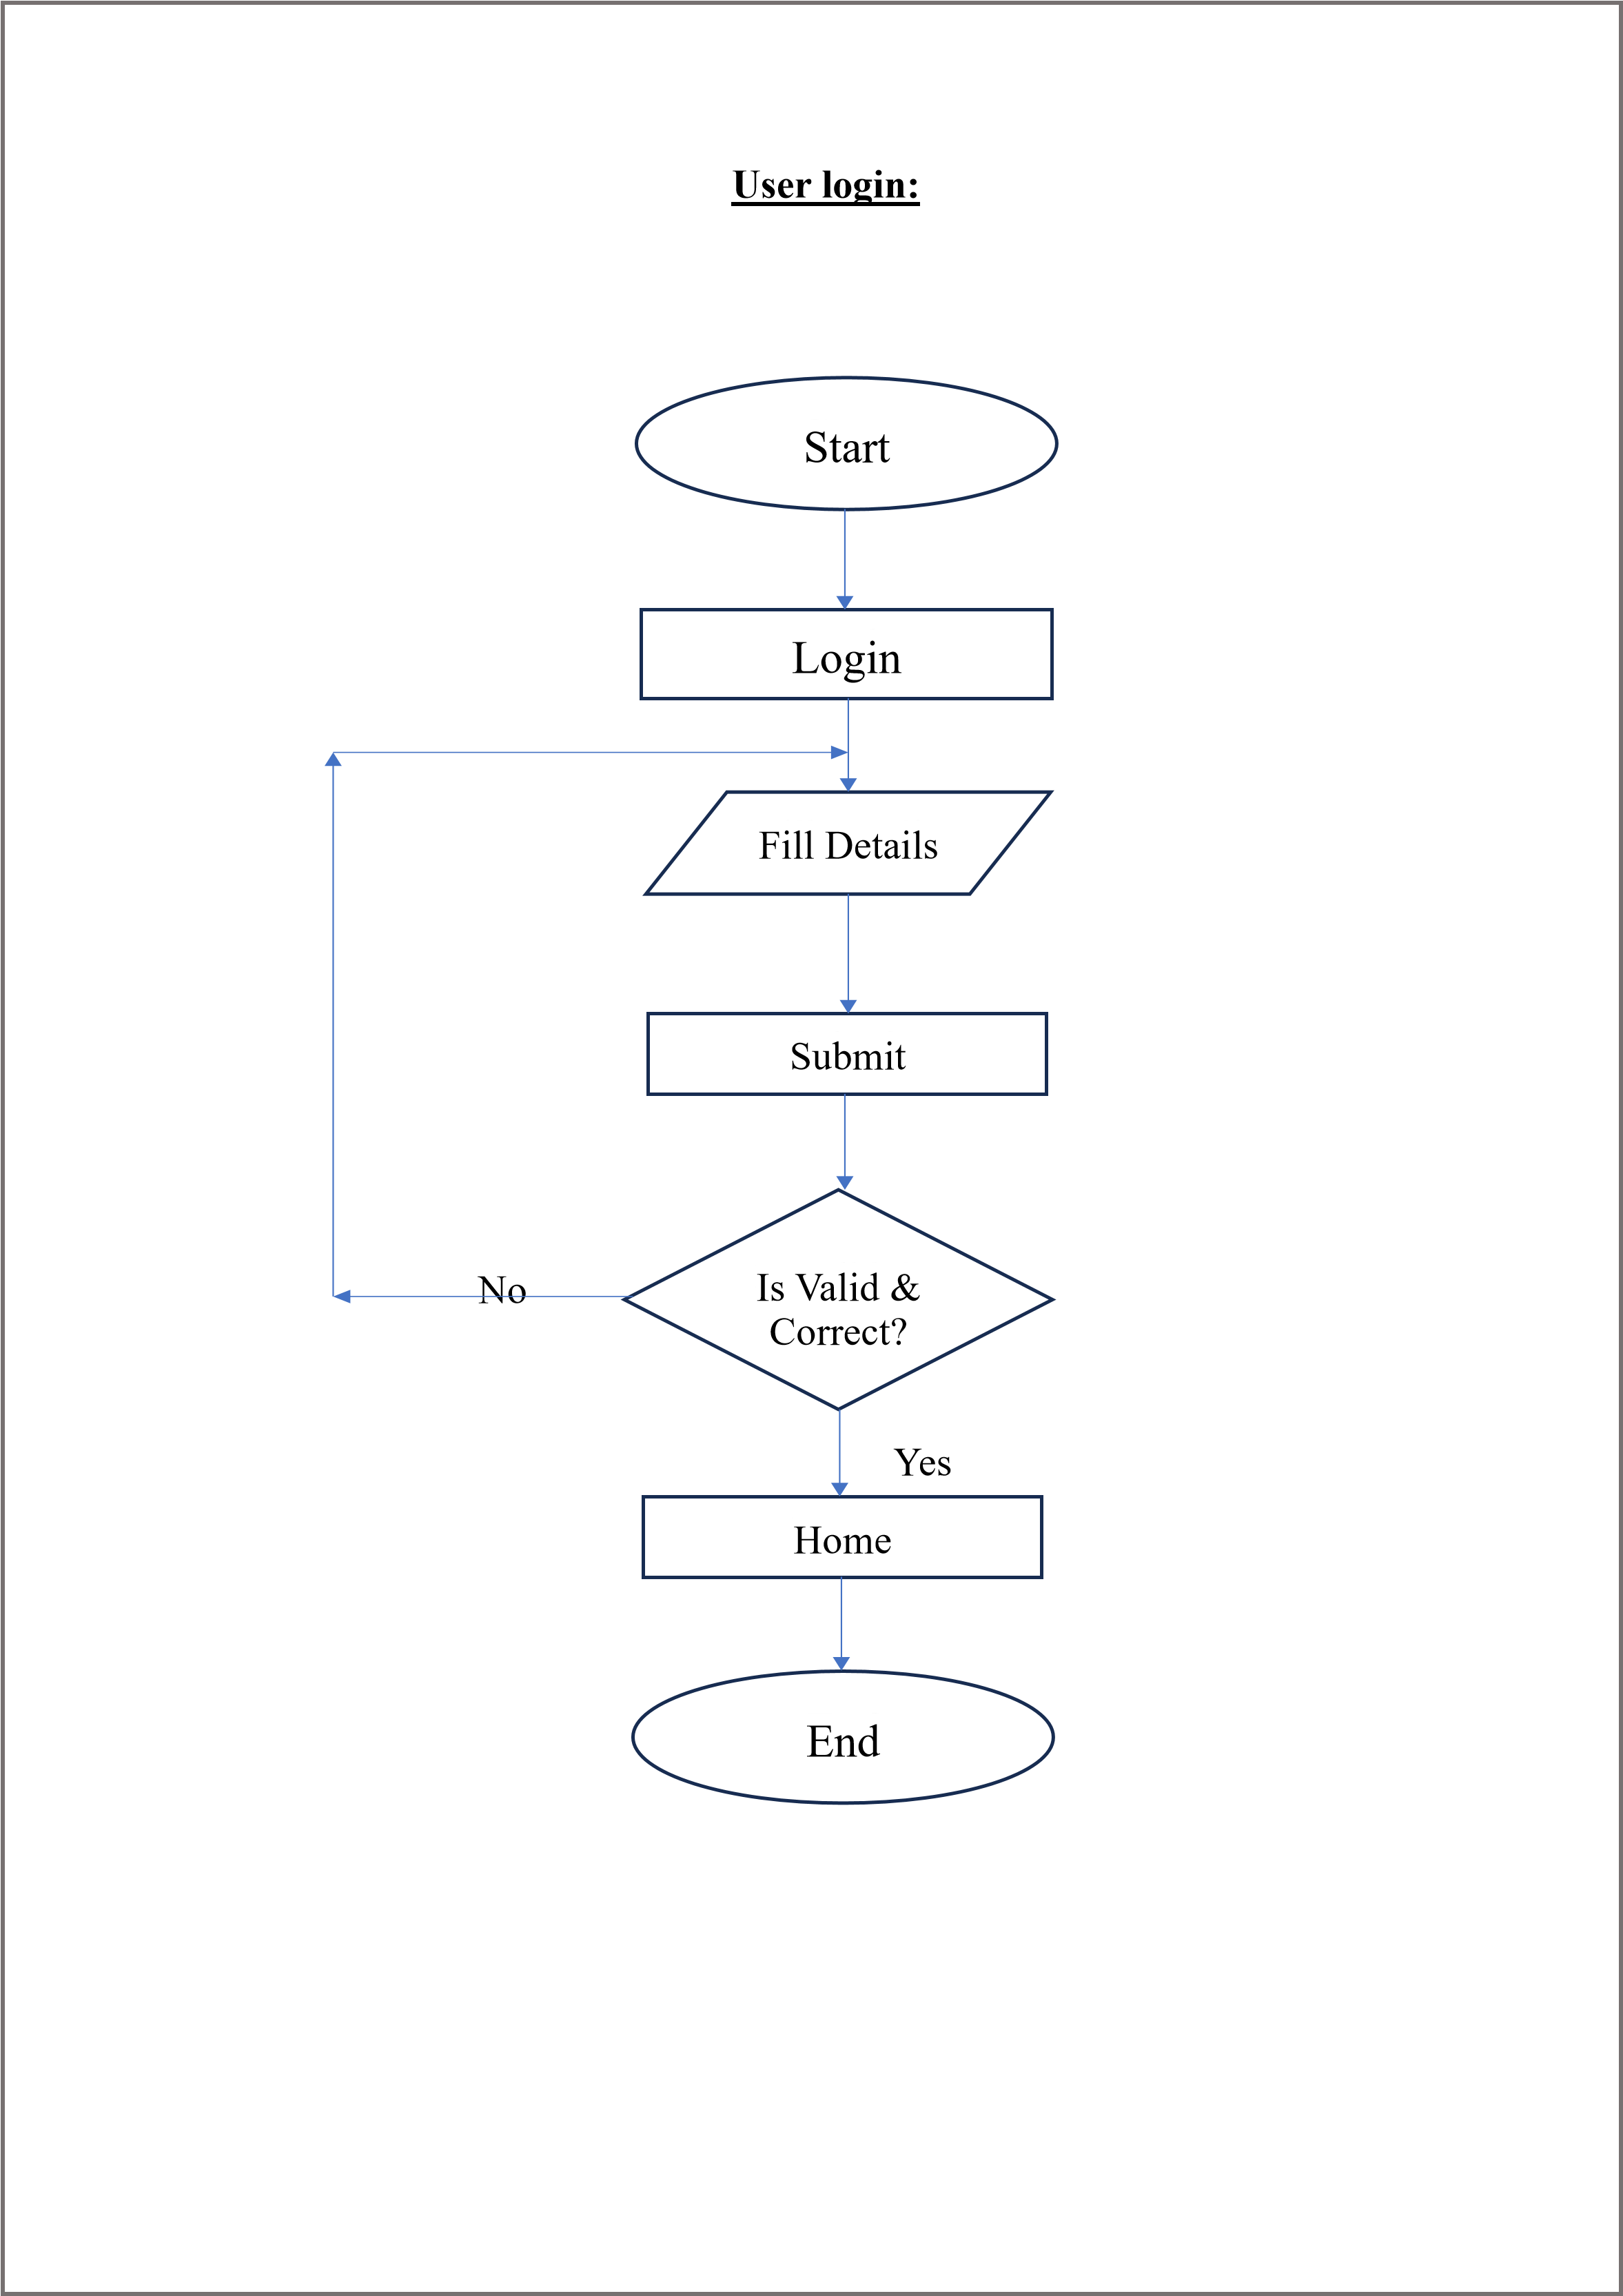 User login:
Start
Login
Fill Details
Submit
Is Valid &
Correct?
No
Yes
Home
End